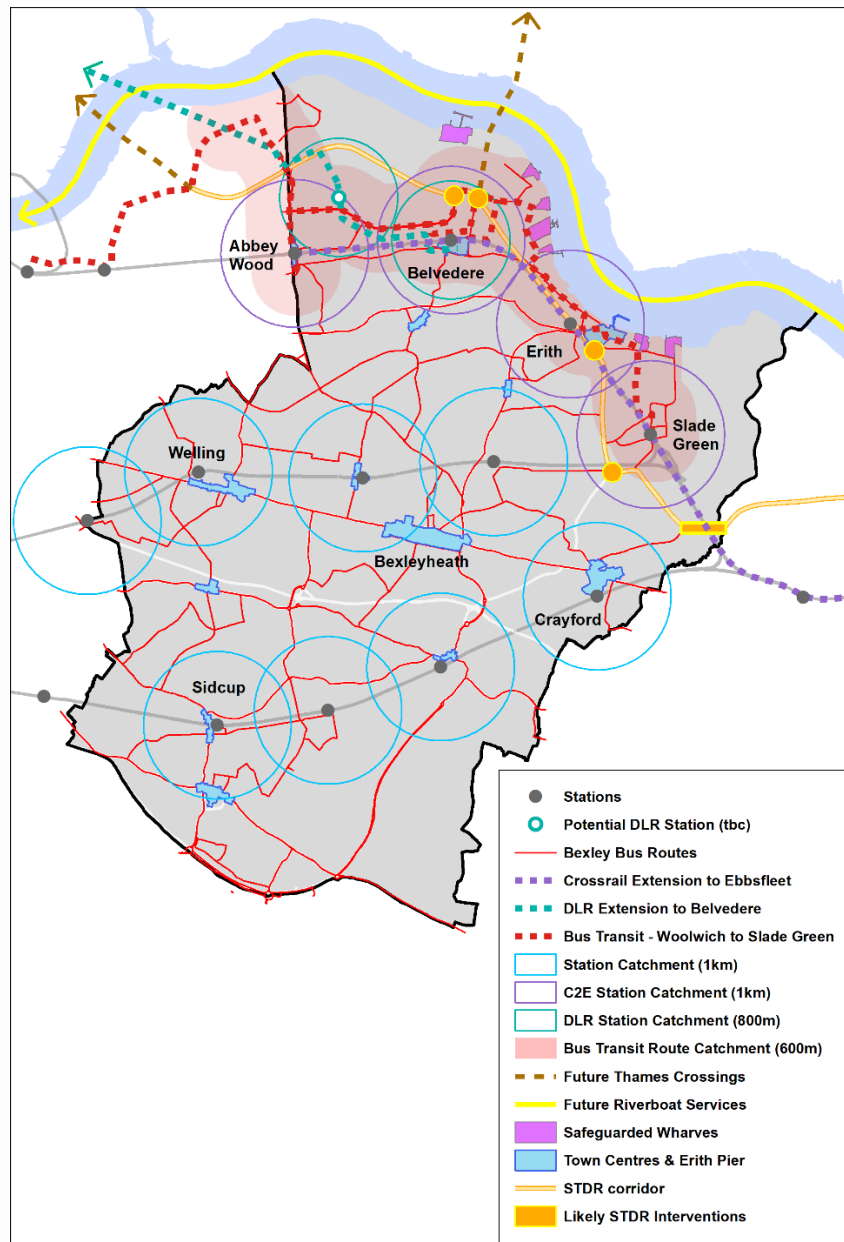 Abbey
Wood
Belvedere
Erith
Slade
Green
Welling
Bexleyheath
Crayford
Sidcup
Stations
Potential DLR Station (tbc)
Bexley Bus Routes
Crossrail Extension to Ebbsfleet
DLR Extension to Belvedere
Bus Transit - Woolwich to Slade Green
Station Catchment (1km)
C2E Station Catchment (1km)
DLR Station Catchment (800m)
Bus Transit Route Catchment (600m)
Future Thames Crossings
Future Riverboat Services
Safeguarded Wharves
Town Centres & Erith Pier
STDR corridor
Likely STDR Interventions